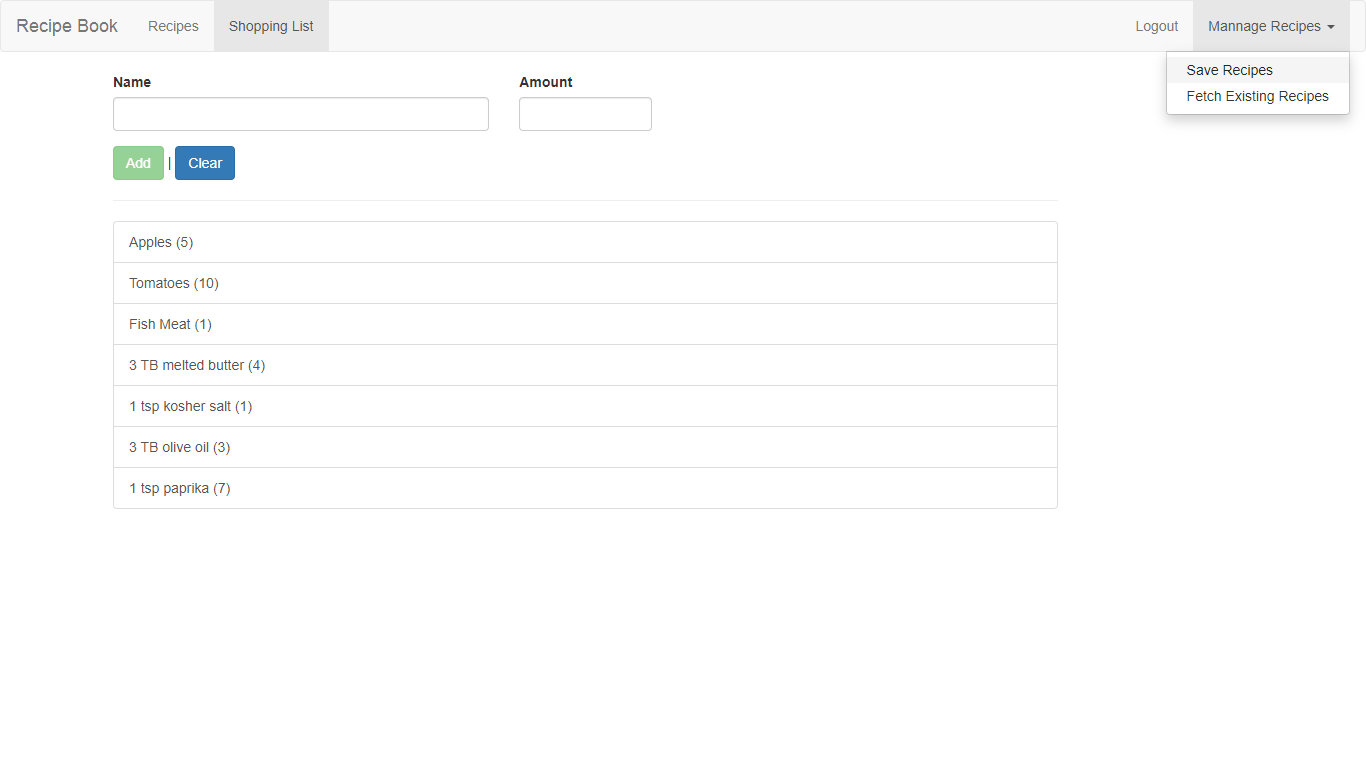 Recipe Book Recipes Shopping List Logout Mannage Recipes
Save Recipes
Fetch Existing Recipes
Name Amount
Add | Clear
Apples (5)
Tomatoes (10)
Fish Meat (1)
3 TB melted butter (4)
1 tsp kosher salt (1)
3 TB olive oil (3)
1 tsp paprika (7)